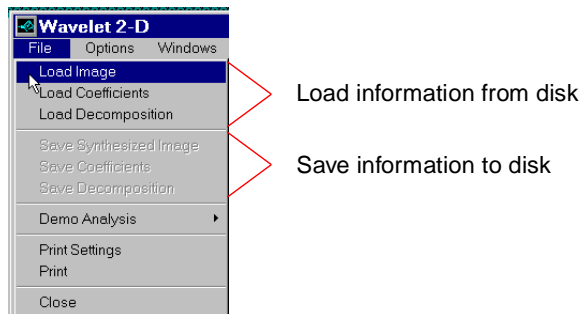 Wavelet 2-D
File Options Windows
Load Image
Load Coefficients
Load Decomposition
Load information from disk
Save Synthesized Image
Save Coefficients
Save Decomposition
Save information to disk
Demo Analysis
Print Settings
Print
Close